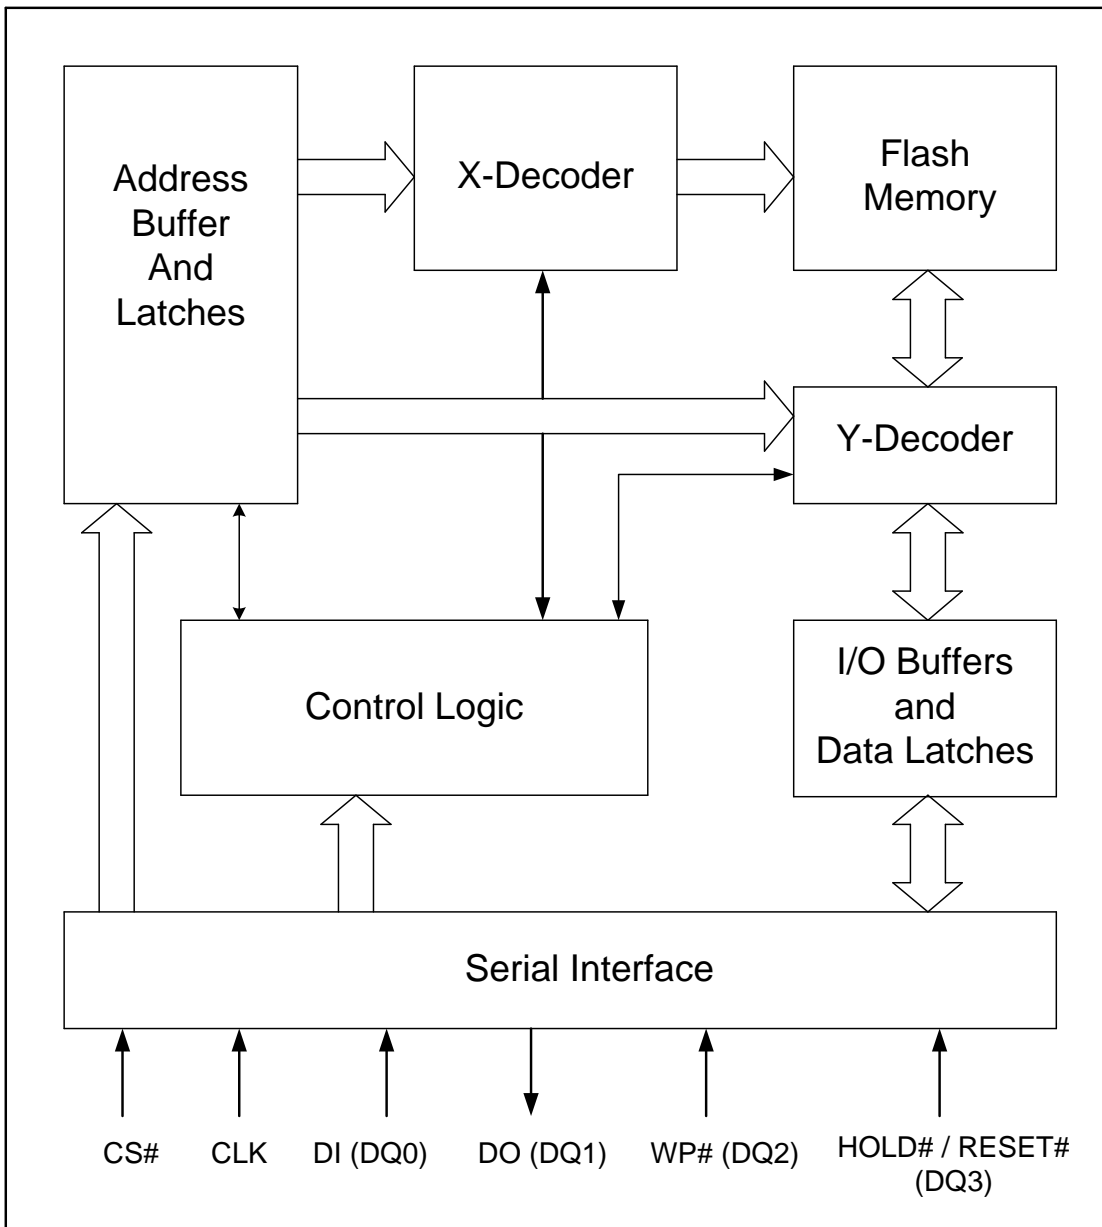 Address
Buffer
And
Latches
X-Decoder
Flash
Memory
Y-Decoder
Control Logic
I/O Buffers
and
Data Latches
Serial Interface
CS#
CLK
DI (DQ0)
DO (DQ1)
WP# (DQ2)
HOLD# / RESET#
(DQ3)